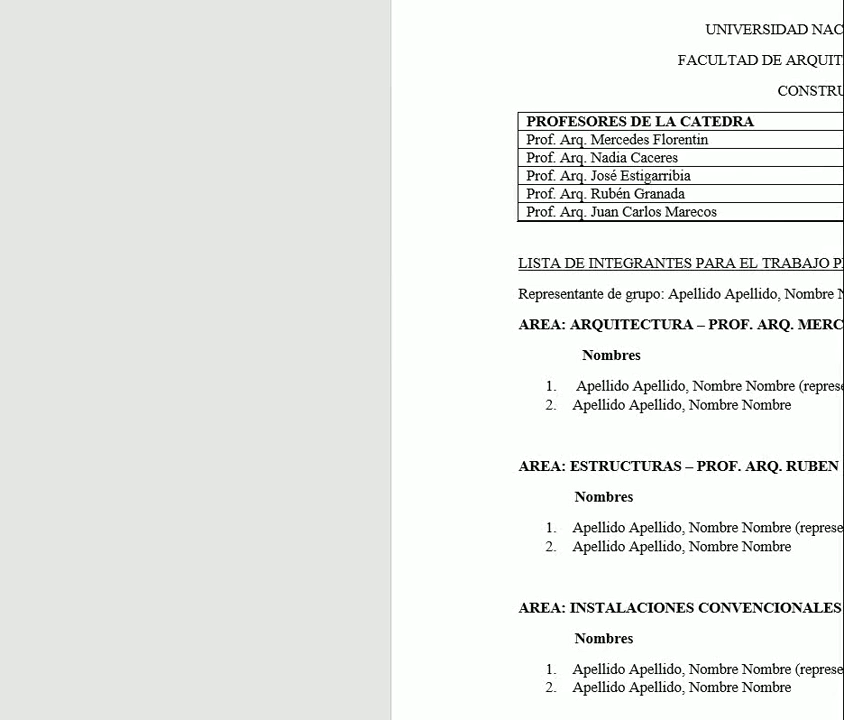 UNIVERSIDAD NAC
FACULTAD DE ARQUIT
CONSTRU
PROFESORES DE LA CATEDRA
Prof. Arq. Mercedes Florentin
Prof. Arq. Nadia Caceres
Prof. Arq. José Estigarribia
Prof. Arq. Rubén Granada
Prof. Arq. Juan Carlos Marecos
LISTA DE INTEGRANTES PARA EL TRABAJO P
Representante de grupo: Apellido Apellido, Nombre N
AREA: ARQUITECTURA – PROF. ARQ. MERC
Nombres
1. Apellido Apellido, Nombre Nombre (represe
2. Apellido Apellido, Nombre Nombre
AREA: ESTRUCTURAS – PROF. ARQ. RUBEN
Nombres
1. Apellido Apellido, Nombre Nombre (represe
2. Apellido Apellido, Nombre Nombre
AREA: INSTALACIONES CONVENCIONALES
Nombres
1. Apellido Apellido, Nombre Nombre (represe
2. Apellido Apellido, Nombre Nombre